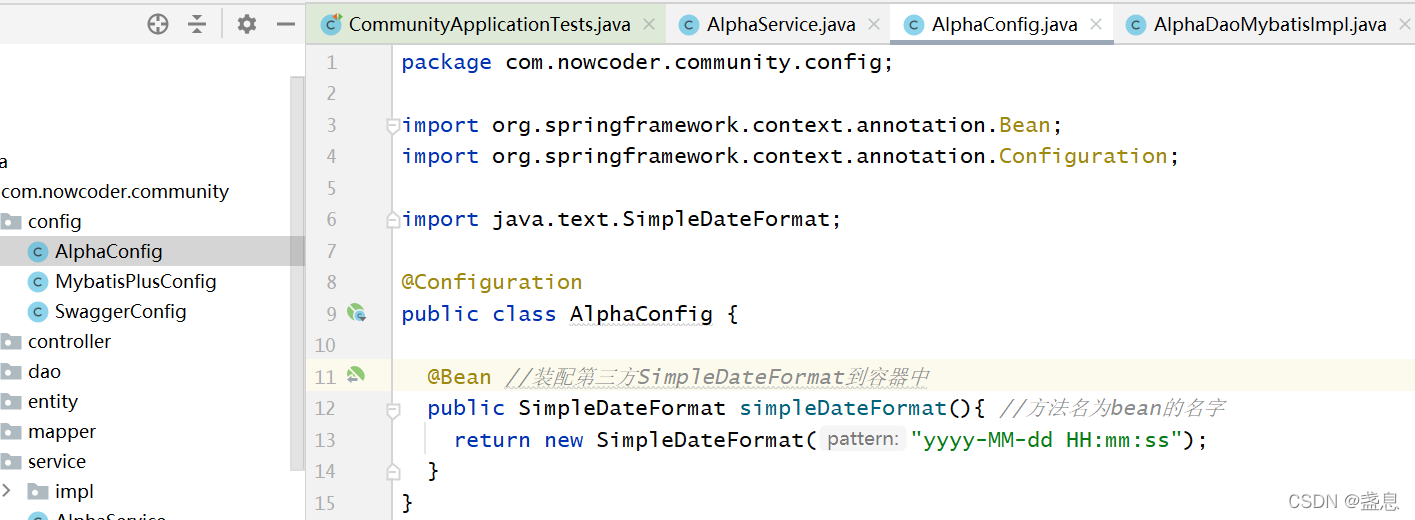 CommunityApplicationTests.java
AlphaService.java
AlphaConfig.java
AlphaDaoMybatisImpl.java
a
com.nowcoder.community
config
AlphaConfig
MybatisPlusConfig
SwaggerConfig
controller
dao
entity
mapper
service
impl
AlphaService
1 package com.nowcoder.community.config;
2
3 import org.springframework.context.annotation.Bean;
4 import org.springframework.context.annotation.Configuration;
5
6 import java.text.SimpleDateFormat;
7
8 @Configuration
9 public class AlphaConfig {
10
11 @Bean //装配第三方SimpleDateFormat到容器中
12 public SimpleDateFormat simpleDateFormat(){ //方法名为bean的名字
13 return new SimpleDateFormat( pattern: "yyyy-MM-dd HH:mm:ss");
14 }
15 }
CSDN @盏息